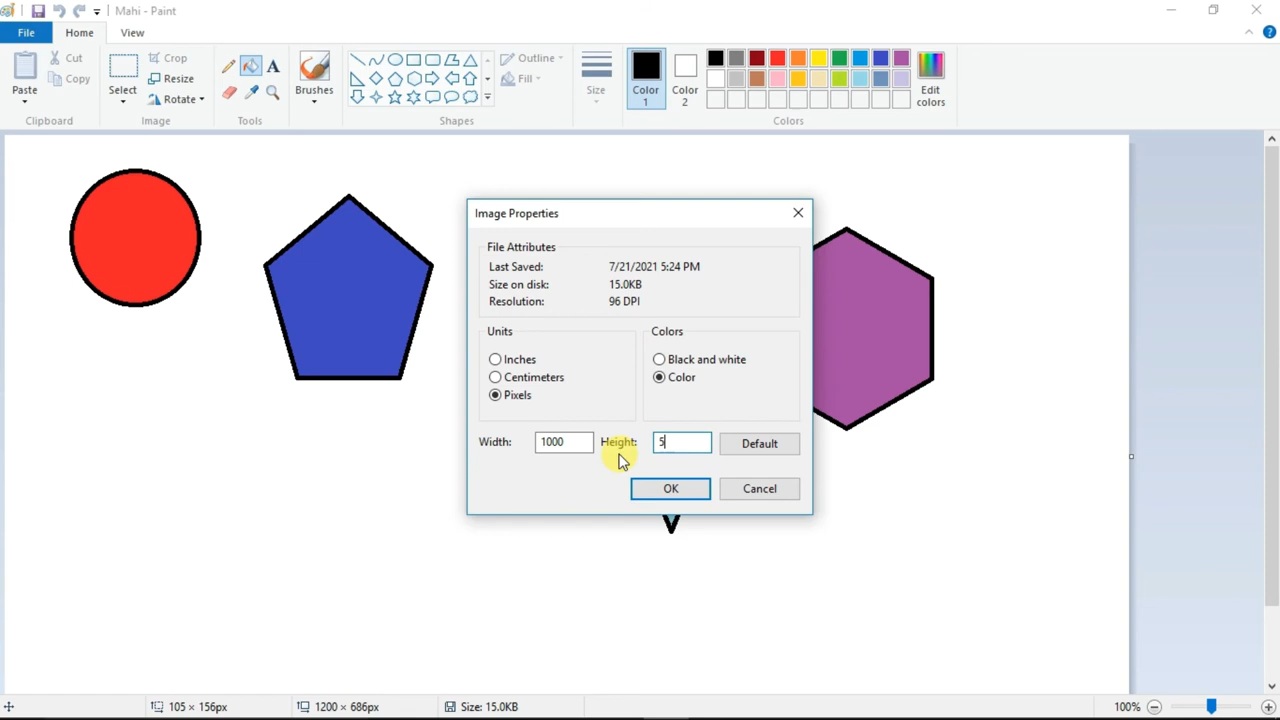 Mahi - Paint
File Home View
Paste
Cut
Copy
Clipboard
Select
Crop
Resize
Rotate
Image
A
Tools
Brushes
Outline
Fill
Shapes
Size
Color 1
Color 2
Edit colors
Colors
Image Properties
File Attributes
Last Saved: 7/21/2021 5:24 PM
Size on disk: 15.0KB
Resolution: 96 DPI
Units
Inches
Centimeters
Pixels
Colors
Black and white
Color
Width: 1000 Height: 5 Default
OK Cancel
105 × 156px 1200 × 686px Size: 15.0KB 100%